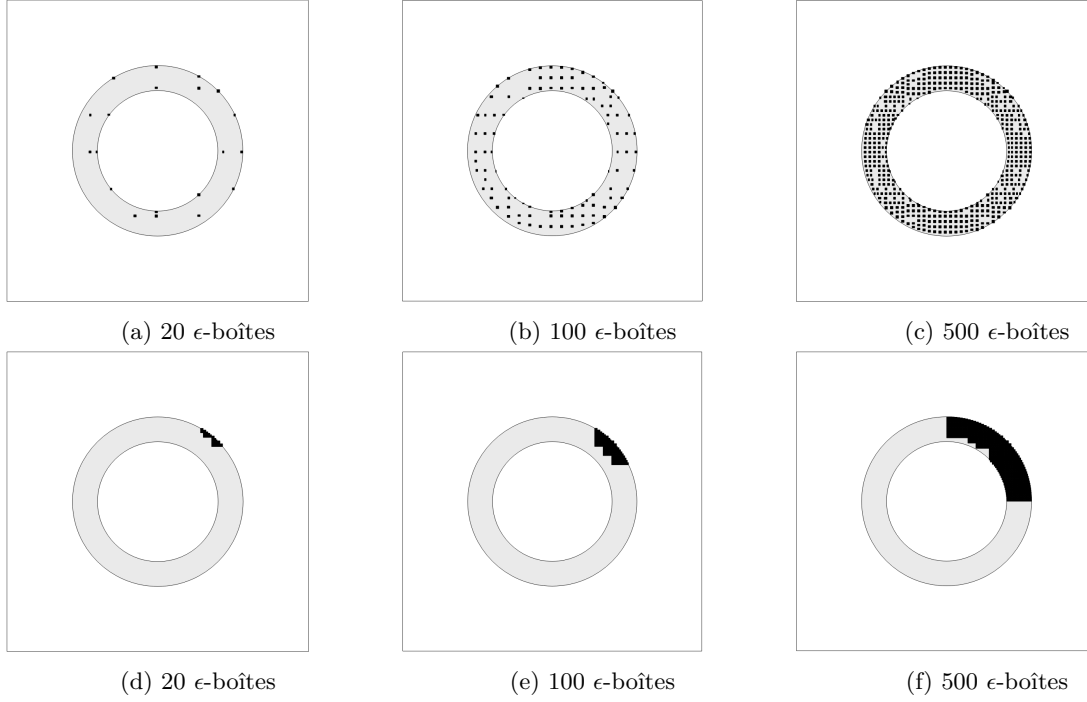 (a) 20 ϵ-boîtes
(b) 100 ϵ-boîtes
(c) 500 ϵ-boîtes
(d) 20 ϵ-boîtes
(e) 100 ϵ-boîtes
(f) 500 ϵ-boîtes